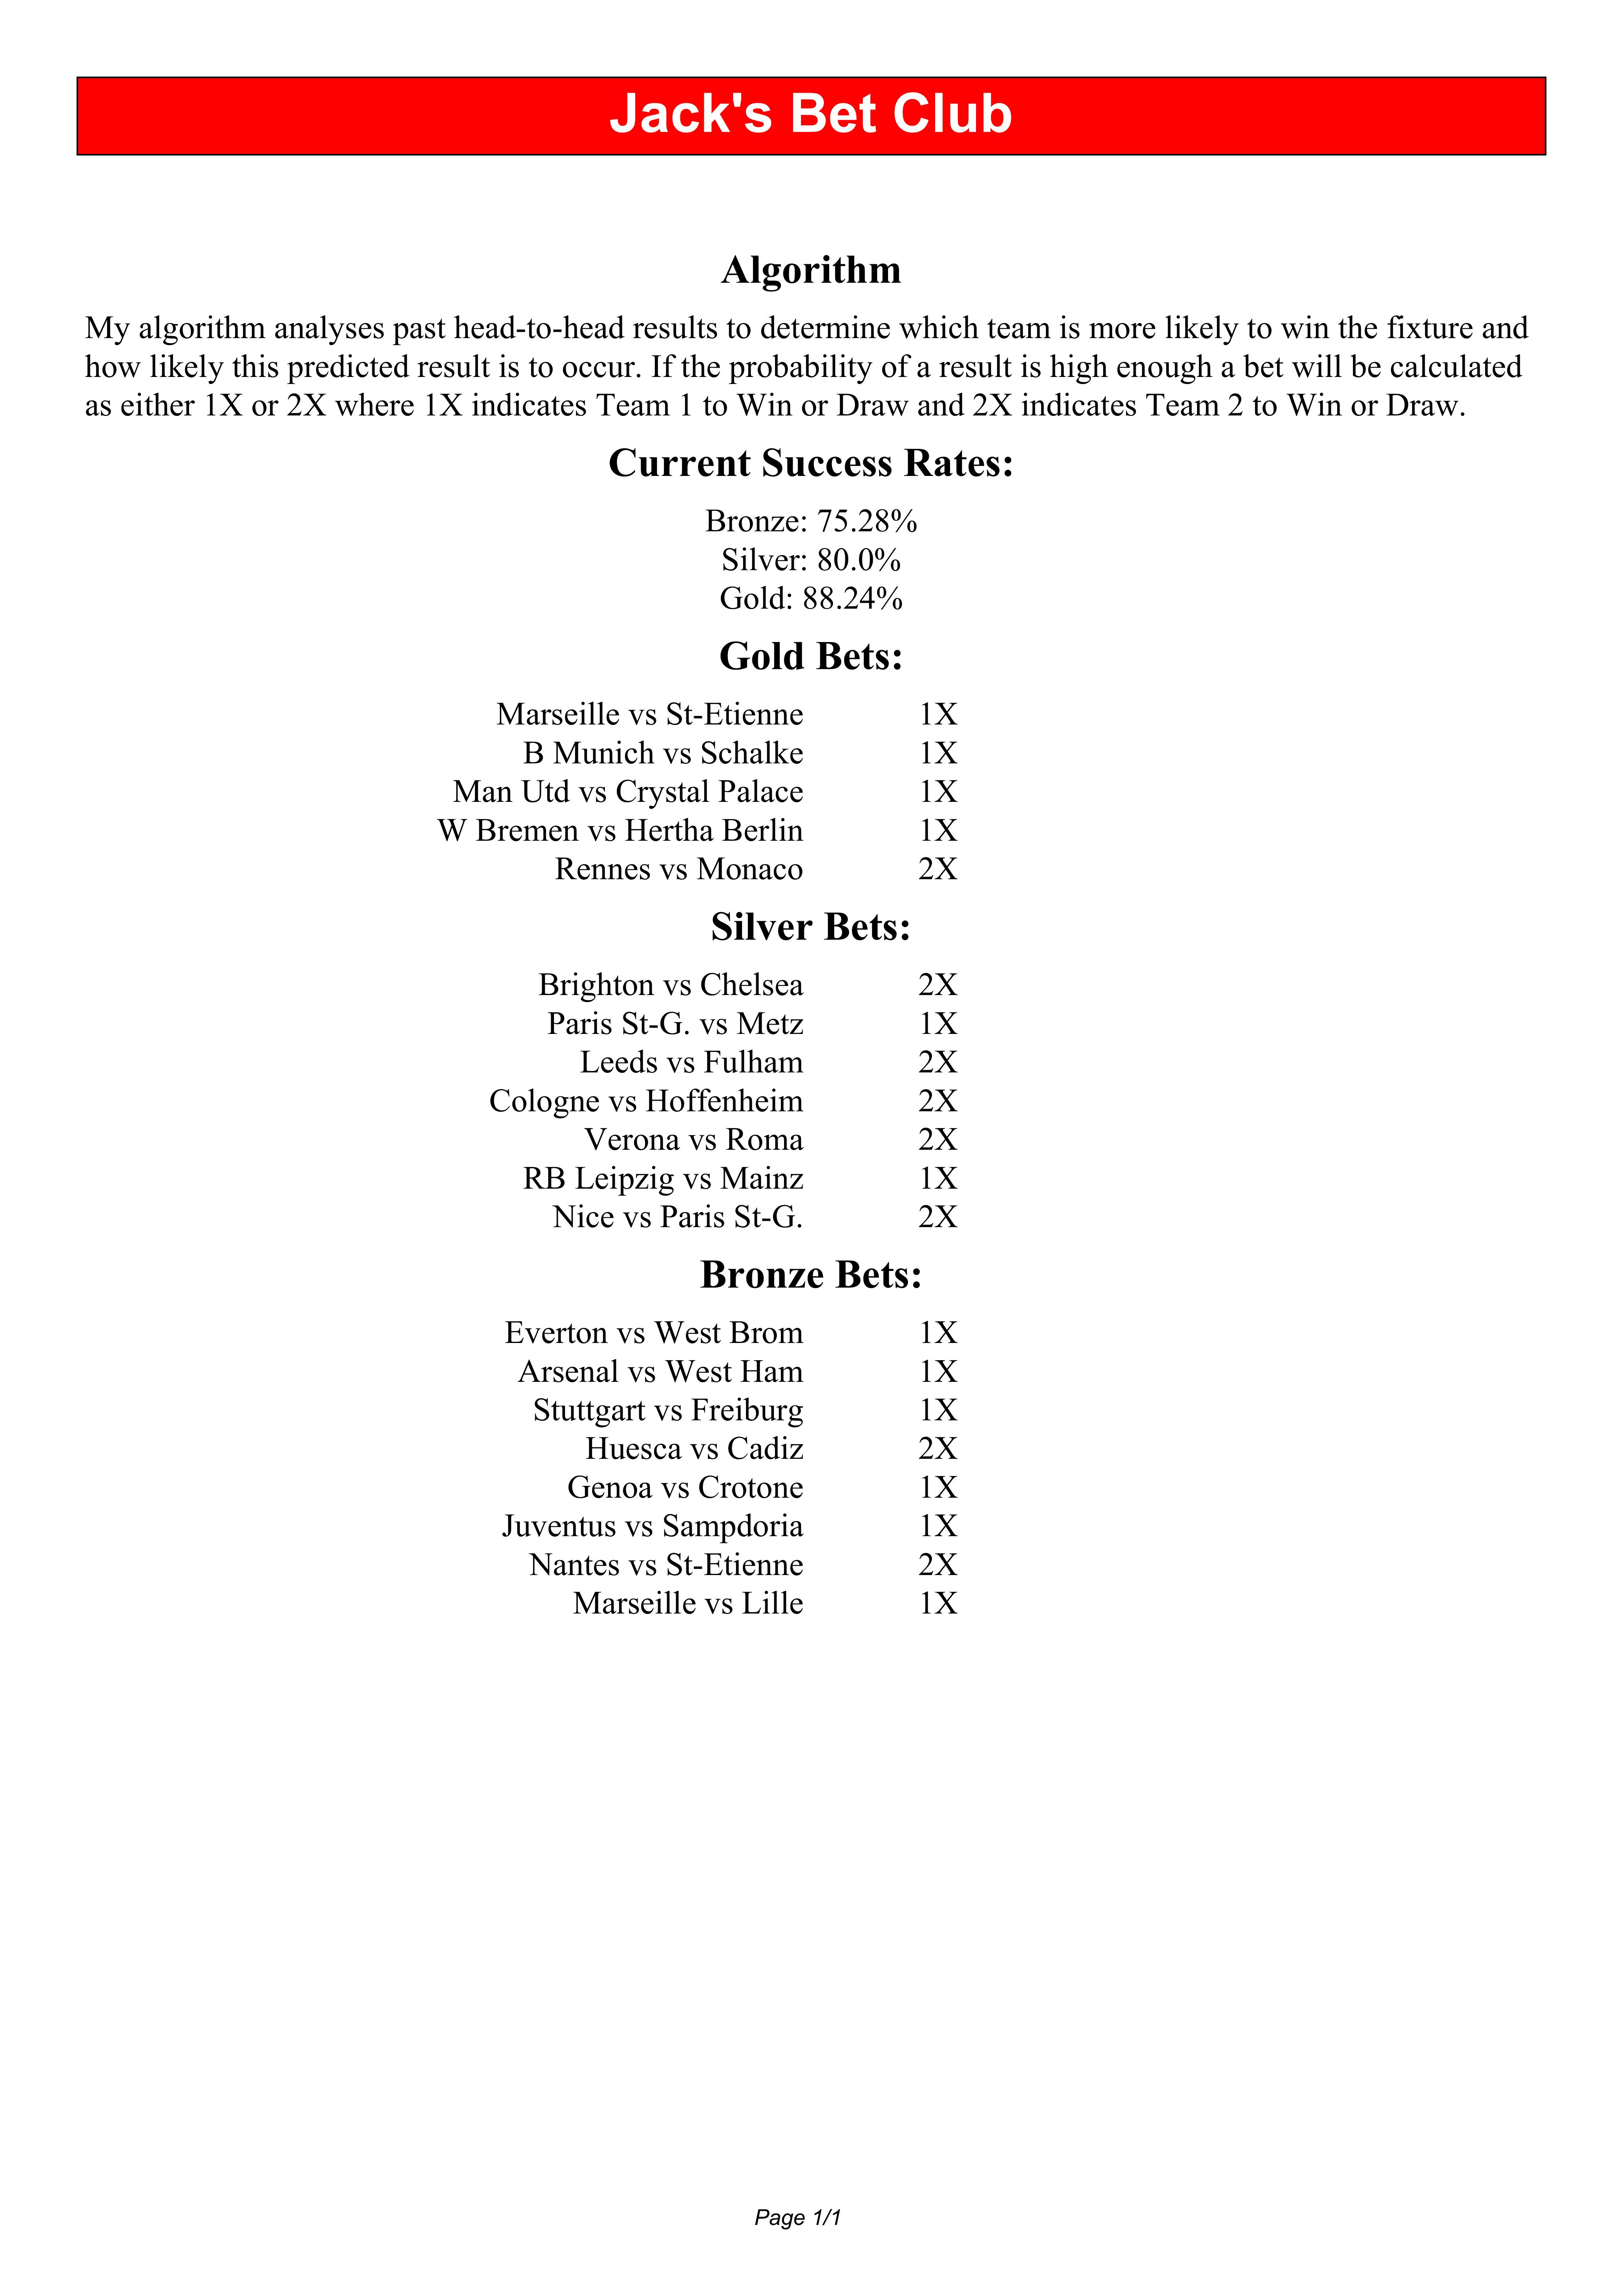 Jack's Bet Club
Algorithm
My algorithm analyses past head-to-head results to determine which team is more likely to win the fixture and
how likely this predicted result is to occur. If the probability of a result is high enough a bet will be calculated
as either 1X or 2X where 1X indicates Team 1 to Win or Draw and 2X indicates Team 2 to Win or Draw.
Current Success Rates:
Bronze: 75.28%
Silver: 80.0%
Gold: 88.24%
Gold Bets:
Marseille vs St-Etienne 1X
B Munich vs Schalke 1X
Man Utd vs Crystal Palace 1X
W Bremen vs Hertha Berlin 1X
Rennes vs Monaco 2X
Silver Bets:
Brighton vs Chelsea 2X
Paris St-G. vs Metz 1X
Leeds vs Fulham 2X
Cologne vs Hoffenheim 2X
Verona vs Roma 2X
RB Leipzig vs Mainz 1X
Nice vs Paris St-G. 2X
Bronze Bets:
Everton vs West Brom 1X
Arsenal vs West Ham 1X
Stuttgart vs Freiburg 1X
Huesca vs Cadiz 2X
Genoa vs Crotone 1X
Juventus vs Sampdoria 1X
Nantes vs St-Etienne 2X
Marseille vs Lille 1X
Page 1/1